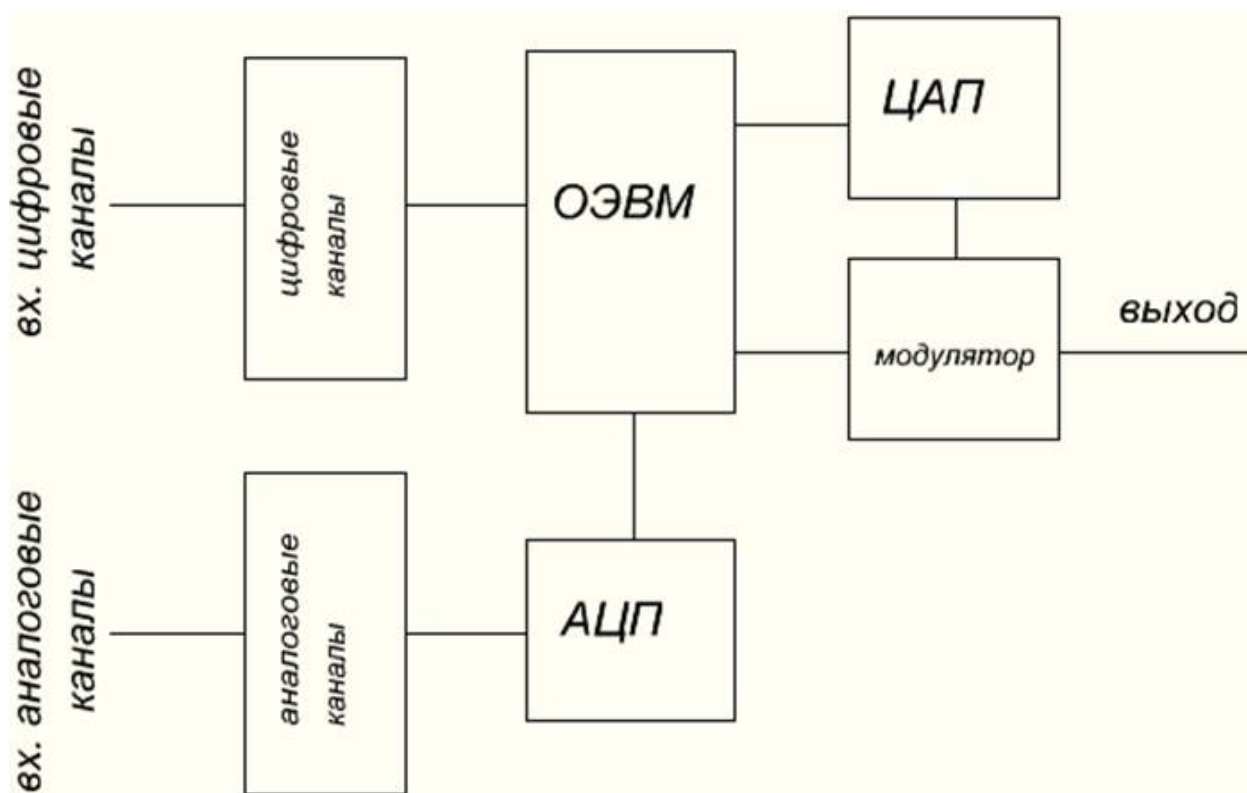 вх. цифровые
каналы
цифровые
каналы
ОЭВМ
ЦАП
модулятор
выход
вх. аналоговые
каналы
аналоговые
каналы
АЦП